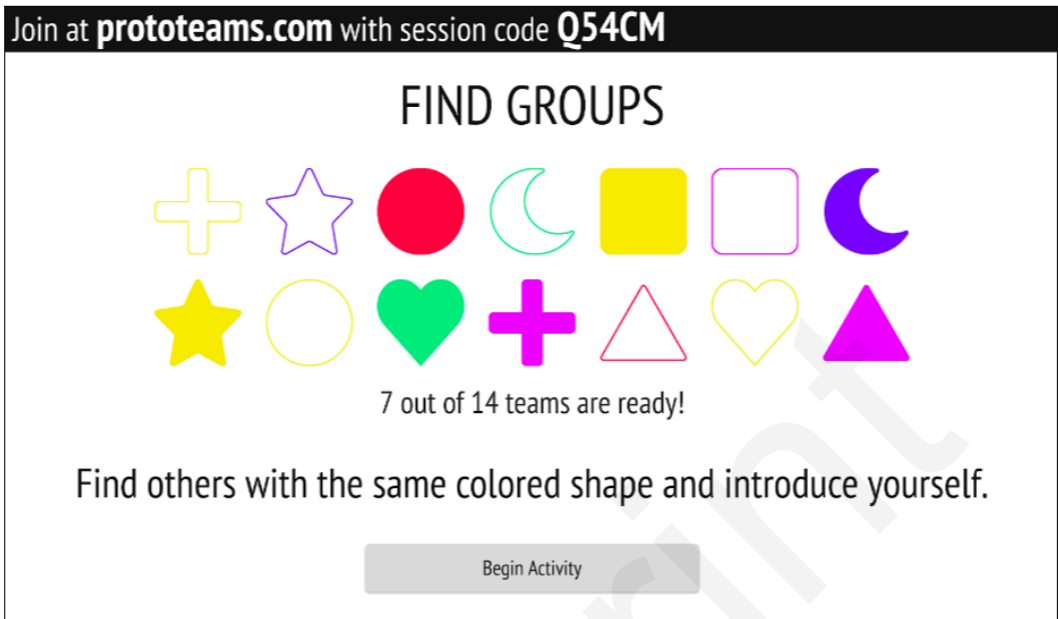 Join at prototeams.com with session code Q54CM
FIND GROUPS
7 out of 14 teams are ready!
Find others with the same colored shape and introduce yourself.
Begin Activity